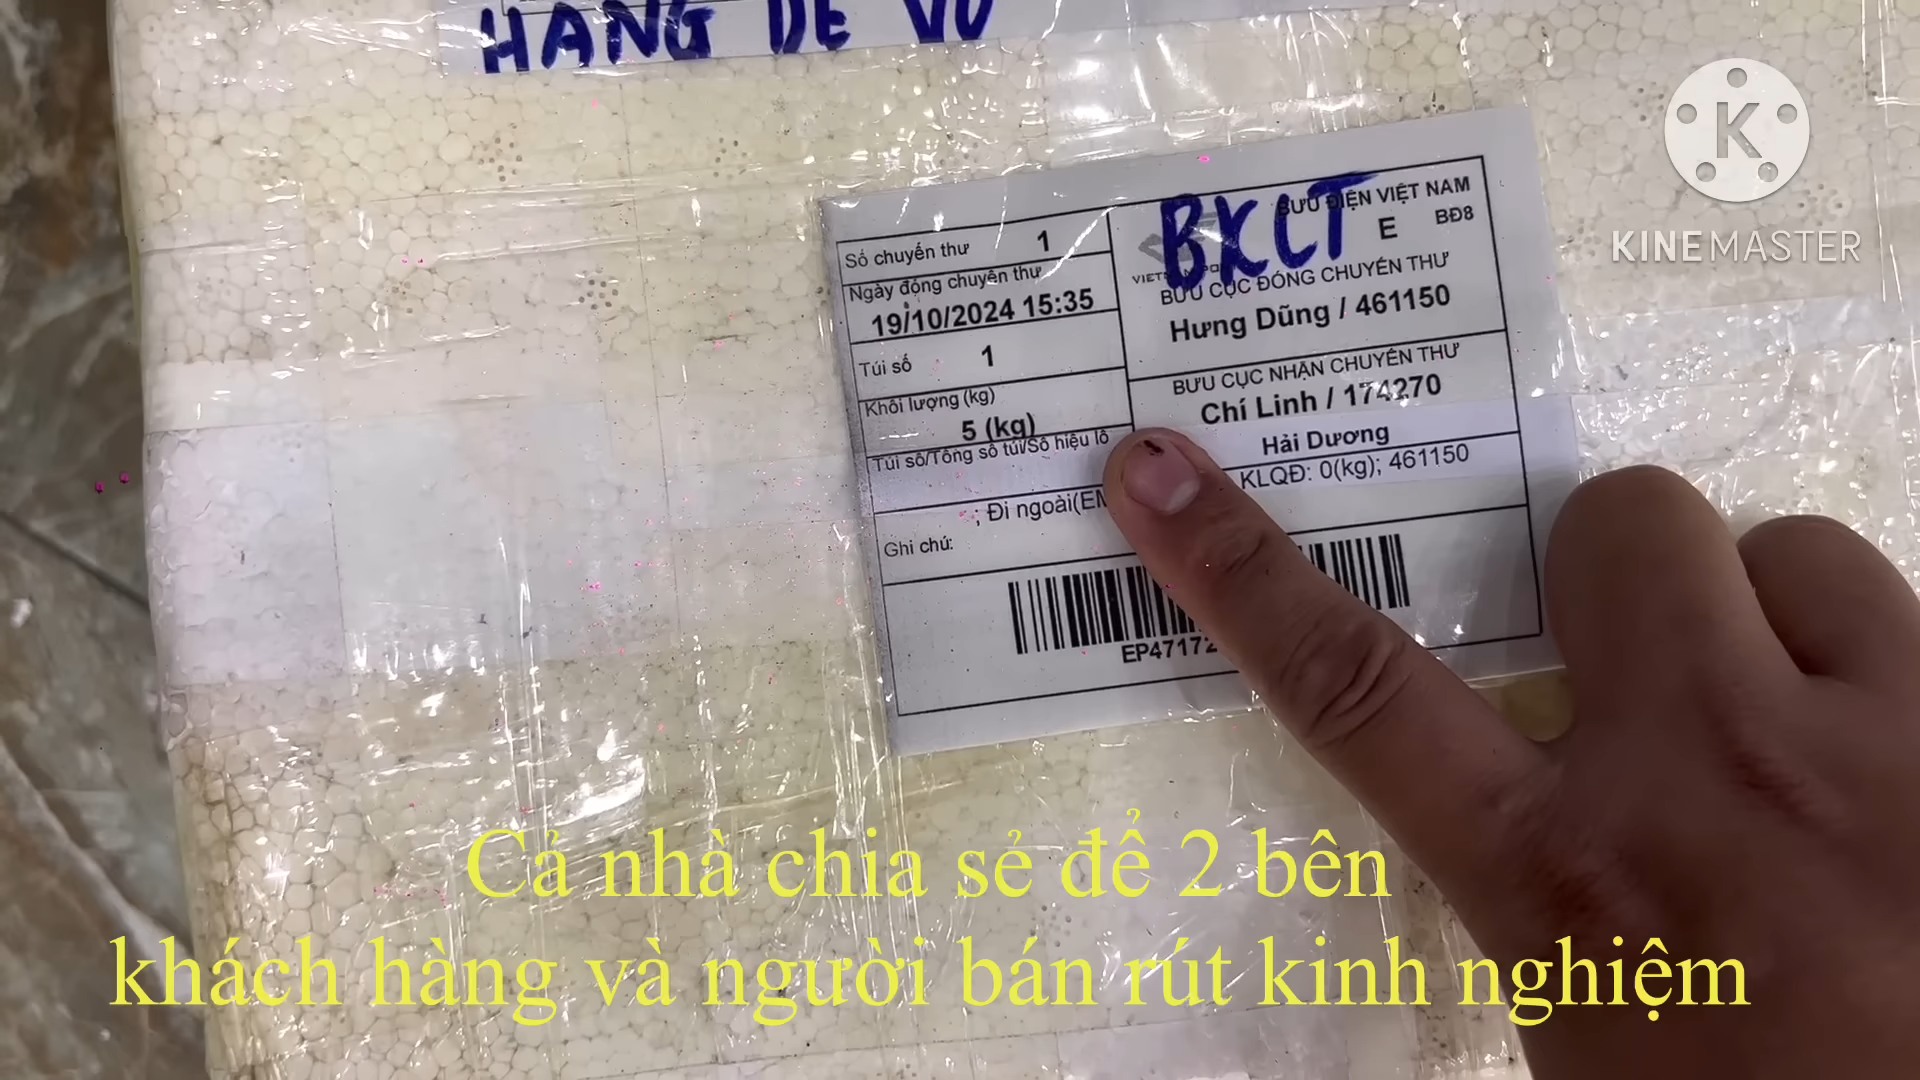 HÀNG DỄ VỠ
Số chuyến thư 1
Ngày đóng chuyến thư
19/10/2024 15:35
Túi số 1
Khối lượng (kg)
5 (kg)
Túi số/Tổng số túi/Số hiệu lô
; Đi ngoài(EM
Ghi chú:
BƯU ĐIỆN VIỆT NAM
E BĐ8
BKCT
BƯU CỤC ĐÓNG CHUYẾN THƯ
Hưng Dũng / 461150
BƯU CỤC NHẬN CHUYẾN THƯ
Chí Linh / 174270
Hải Dương
KLQĐ: 0(kg); 461150
EP47172
KINEMASTER
Cả nhà chia sẻ để 2 bên
khách hàng và người bán rút kinh nghiệm